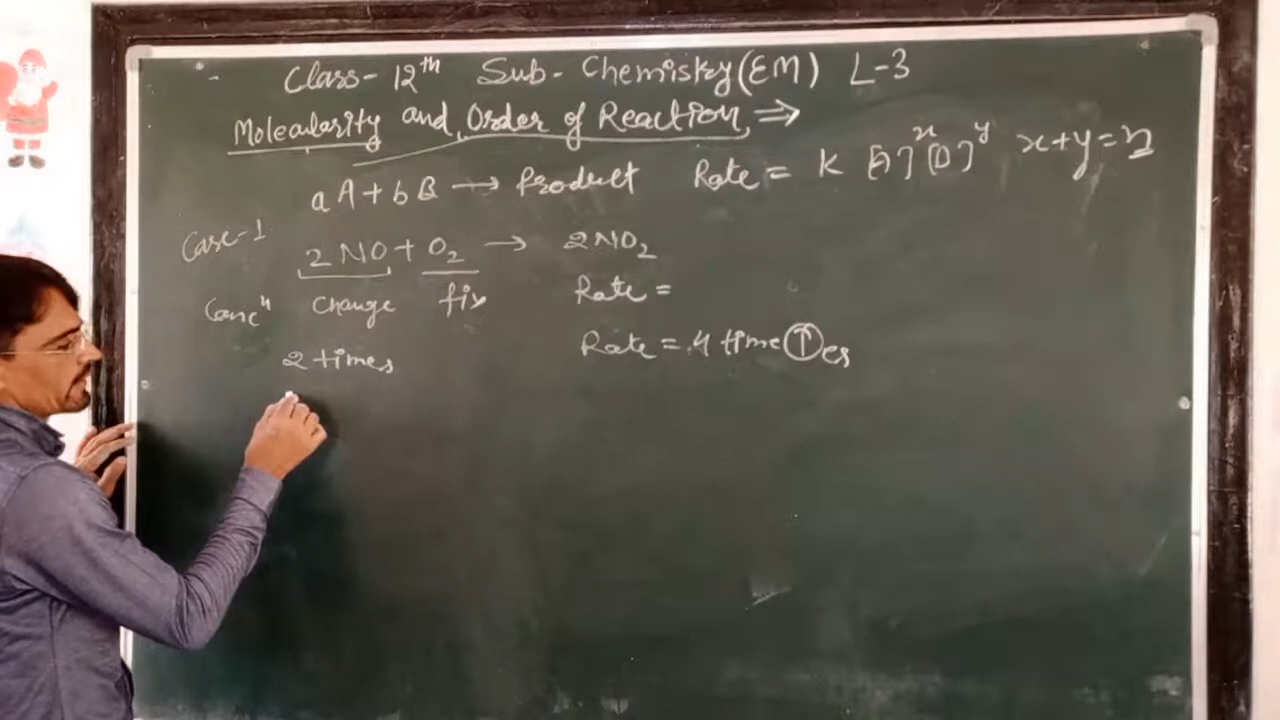 Class- 12th Sub- Chemistry(EM) L-3
Molecularity and Order of Reaction ⇒
aA + bB → Product Rate = K [A]^x [B]^y x+y=n
Case-1 2NO + O₂ → 2NO₂
Concⁿ change fix Rate =
2 times Rate = 4 time ↑ es